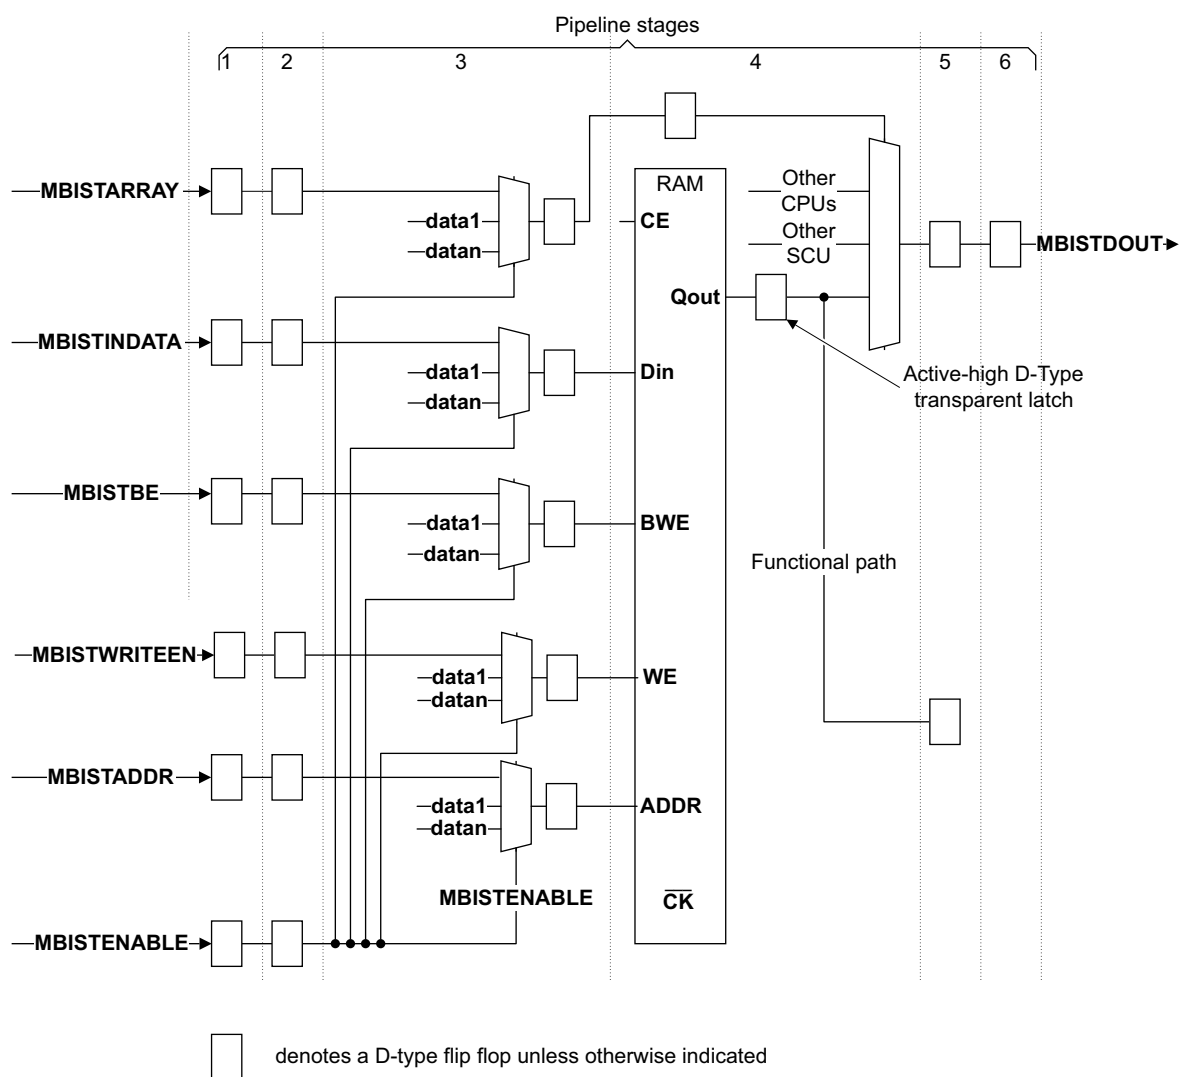 Pipeline stages
1 2 3 4 5 6
MBISTARRAY
data1
datan
RAM
CE
Other
CPUs
Other
SCU
MBISTDOUT
Qout
MBISTINDATA
data1
datan
Din
Active-high D-Type
transparent latch
MBISTBE
data1
datan
BWE
Functional path
MBISTWRITEEN
data1
datan
WE
MBISTADDR
data1
datan
ADDR
MBISTENABLE
CK
MBISTENABLE
denotes a D-type flip flop unless otherwise indicated